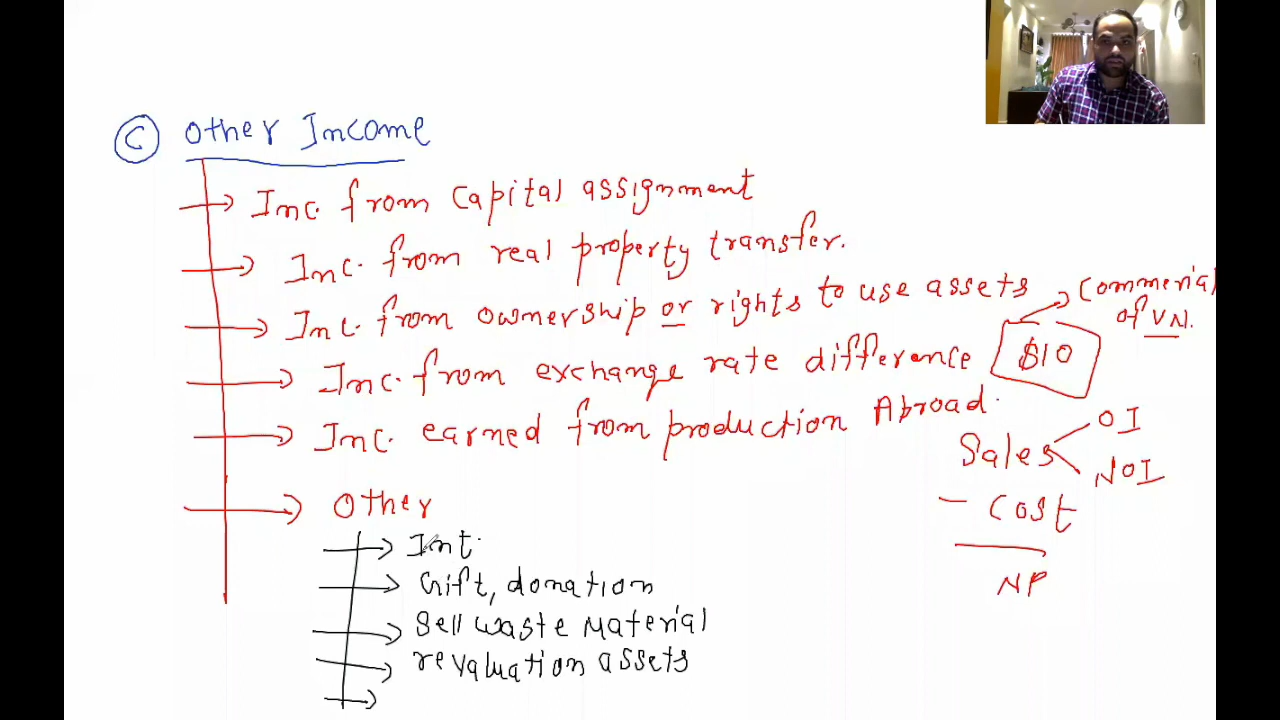 C Other Income
Inc. from capital assignment
Inc. from real property transfer.
Inc. from ownership or rights to use assets
Inc. from exchange rate difference
$10
Commerial
of VN.
Inc. earned from production Abroad.
Sales
OI
NOI
- Cost
NP
Other
Int.
Gift, donation
Sell waste Material
revaluation assets